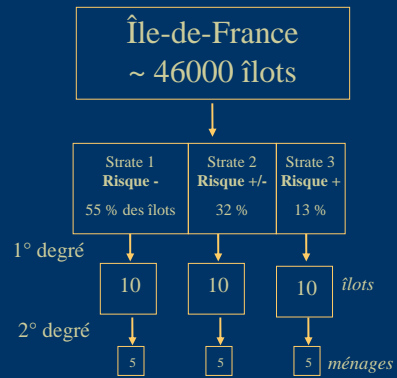 Île-de-France
~ 46000 îlots
Strate 1
Risque -
55 % des îlots
Strate 2
Risque +/-
32 %
Strate 3
Risque +
13 %
1° degré
10
10
10
îlots
2° degré
5
5
5
ménages